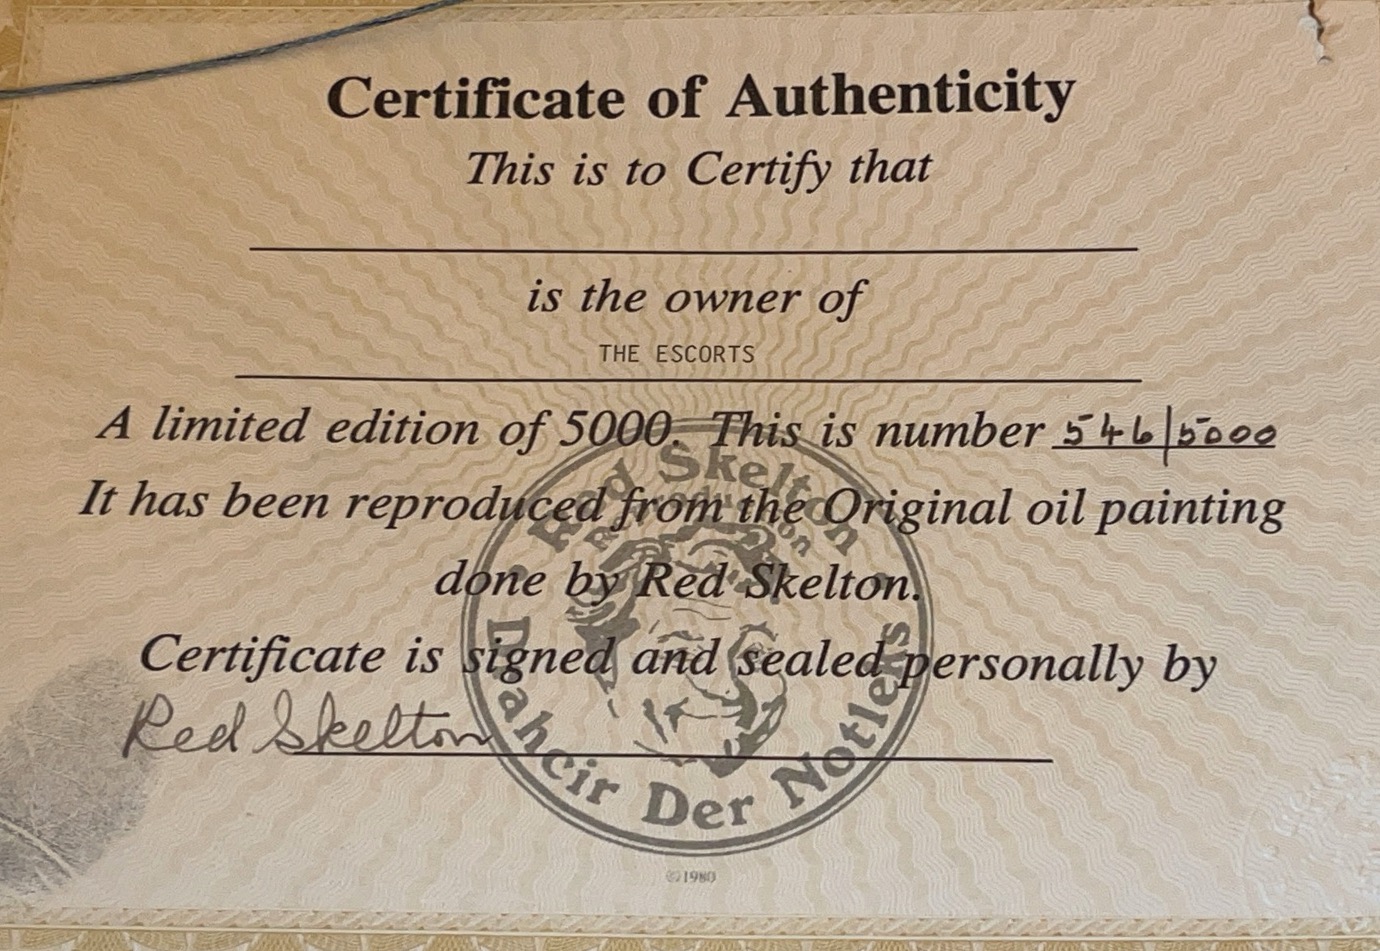 Certificate of Authenticity
This is to Certify that
is the owner of
THE ESCORTS
A limited edition of 5000. This is number 546|5000
It has been reproduced from the Original oil painting
done by Red Skelton.
Certificate is signed and sealed personally by
Red Skelton
Red Skelton
Reproduction
Drahcir Der Notleks
©1980